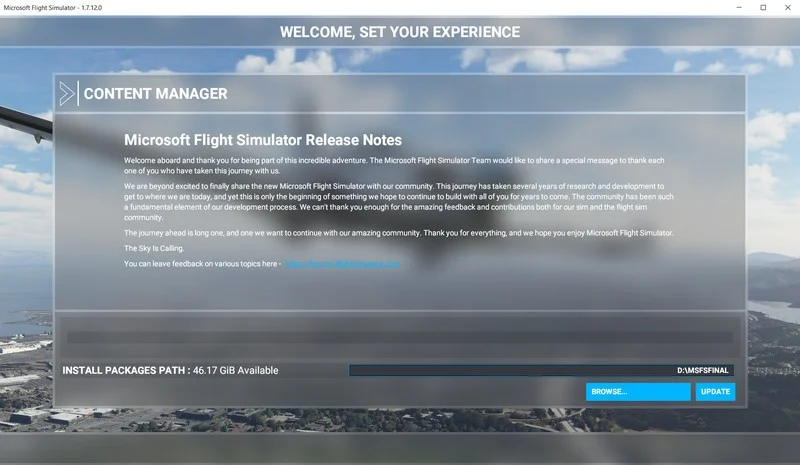 Microsoft Flight Simulator - 1.7.12.0
WELCOME, SET YOUR EXPERIENCE
CONTENT MANAGER
Microsoft Flight Simulator Release Notes
Welcome aboard and thank you for being part of this incredible adventure. The Microsoft Flight Simulator Team would like to share a special message to thank each
one of you who have taken this journey with us.
We are beyond excited to finally share the new Microsoft Flight Simulator with our community. This journey has taken several years of research and development to
get to where we are today, and yet this is only the beginning of something we hope to continue to build with all of you for years to come. The community has been such
a fundamental element of our development process. We can't thank you enough for the amazing feedback and contributions both for our sim and the flight sim
community.
The journey ahead is long one, and one we want to continue with our amazing community. Thank you for everything, and we hope you enjoy Microsoft Flight Simulator.
The Sky Is Calling.
You can leave feedback on various topics here -
INSTALL PACKAGES PATH : 46.17 GiB Available
D:\MSFSFINAL
BROWSE...
UPDATE